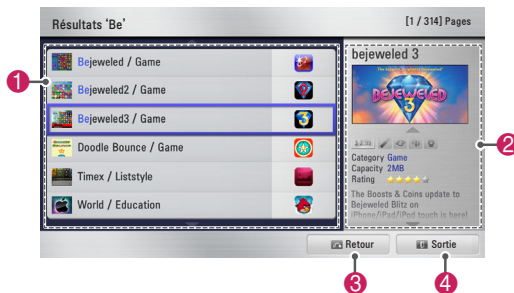 Résultats ‘Be’
[1 / 314] Pages
1
Bejeweled / Game
Bejeweled2 / Game
Bejeweled3 / Game
3
Doodle Bounce / Game
Timex / Liststyle
World / Education
bejeweled 3
BEJEWELED
3
2
Category Game
Capacity 2MB
Rating
The Boosts & Coins update to
Bejeweled Blitz on
iPhone/iPad/iPod touch is here!
Retour
Sortie
3
4